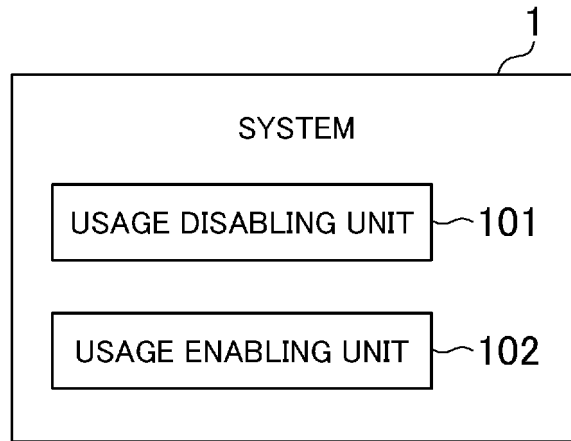 1
SYSTEM
USAGE DISABLING UNIT 101
USAGE ENABLING UNIT 102